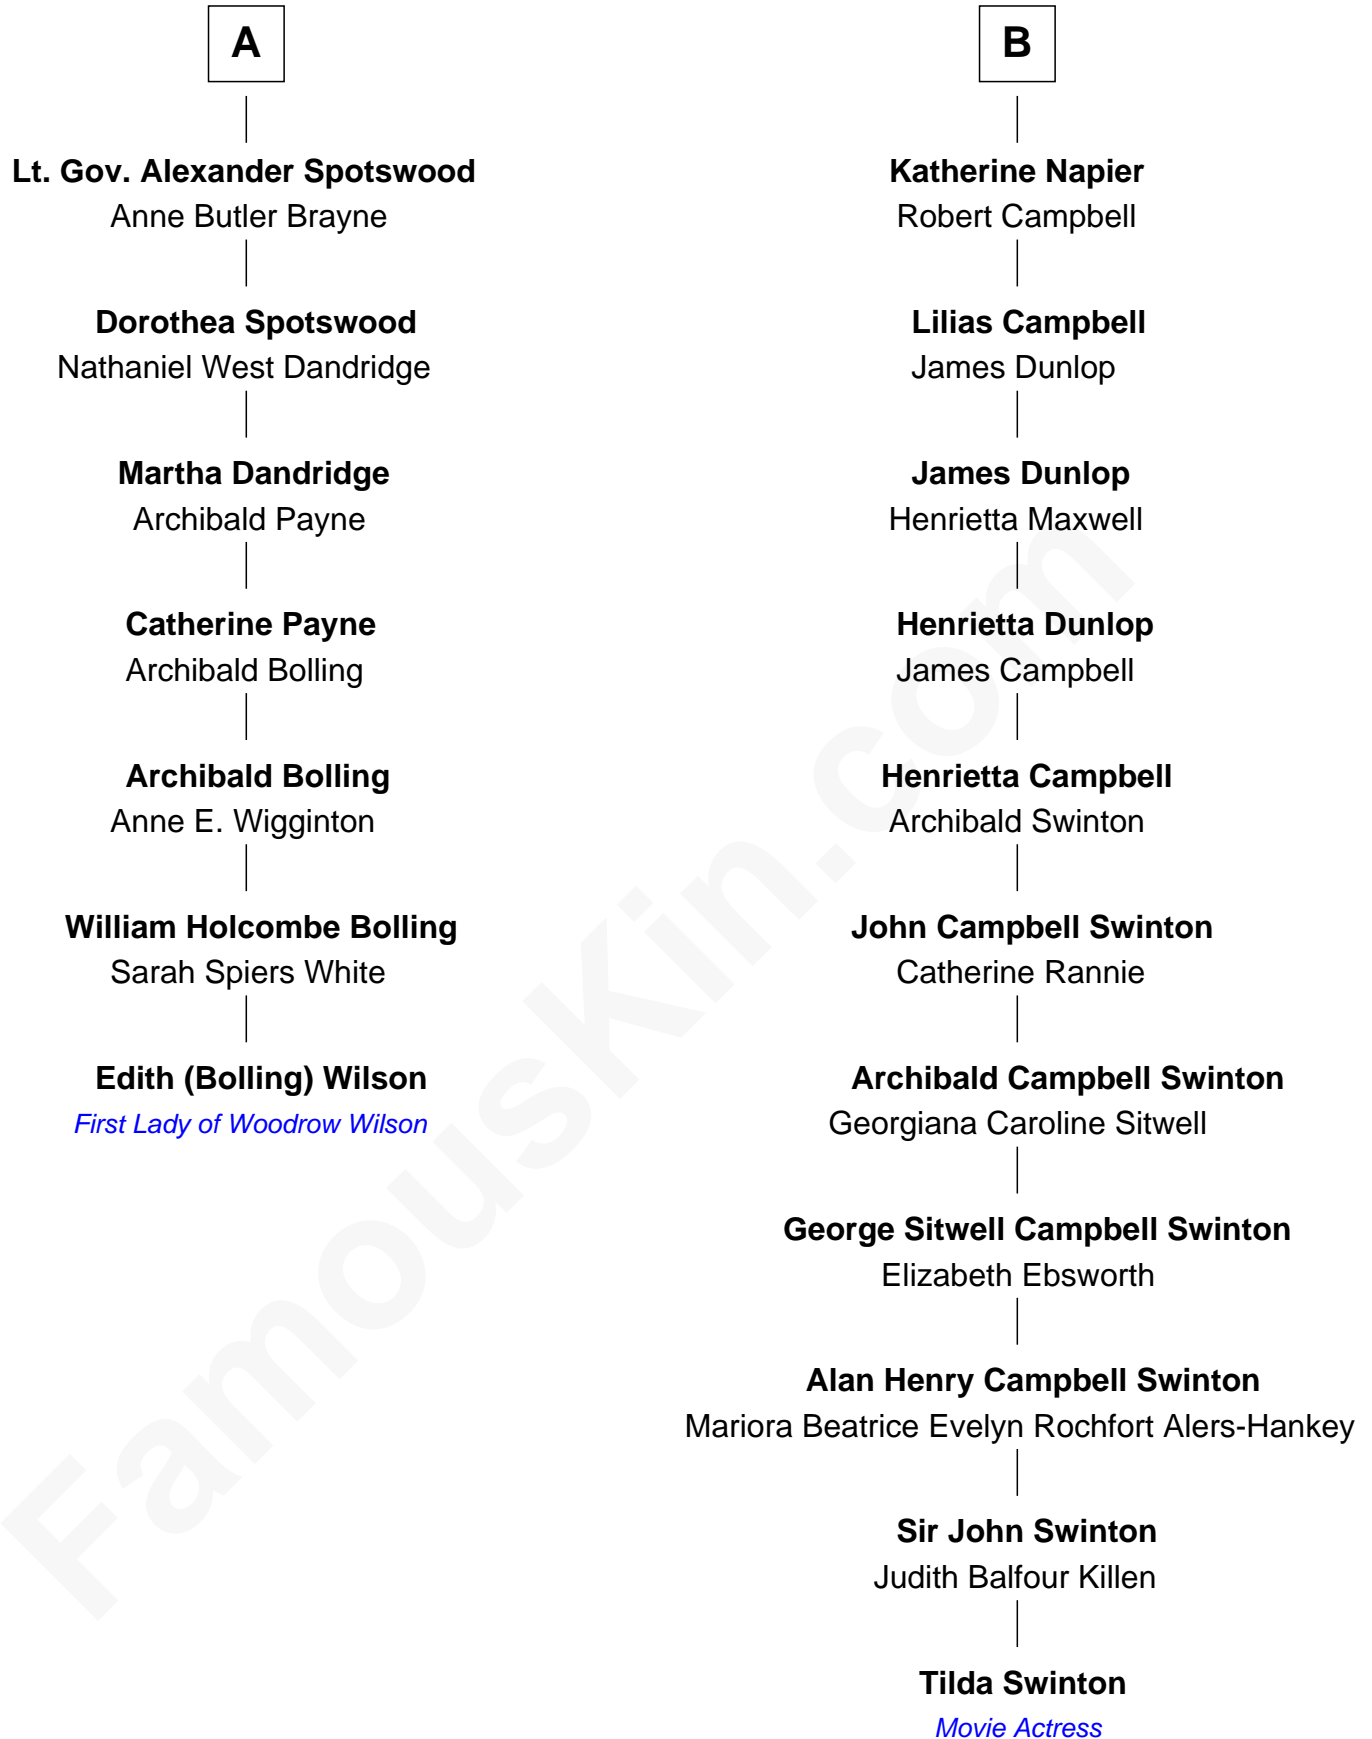 A
Lt. Gov. Alexander Spotswood
Anne Butler Brayne
Dorothea Spotswood
Nathaniel West Dandridge
Martha Dandridge
Archibald Payne
Catherine Payne
Archibald Bolling
Archibald Bolling
Anne E. Wigginton
William Holcombe Bolling
Sarah Spiers White
Edith (Bolling) Wilson
First Lady of Woodrow Wilson
B
Katherine Napier
Robert Campbell
Lilias Campbell
James Dunlop
James Dunlop
Henrietta Maxwell
Henrietta Dunlop
James Campbell
Henrietta Campbell
Archibald Swinton
John Campbell Swinton
Catherine Rannie
Archibald Campbell Swinton
Georgiana Caroline Sitwell
George Sitwell Campbell Swinton
Elizabeth Ebsworth
Alan Henry Campbell Swinton
Mariora Beatrice Evelyn Rochfort Alers-Hankey
Sir John Swinton
Judith Balfour Killen
Tilda Swinton
Movie Actress
FamousKin.com